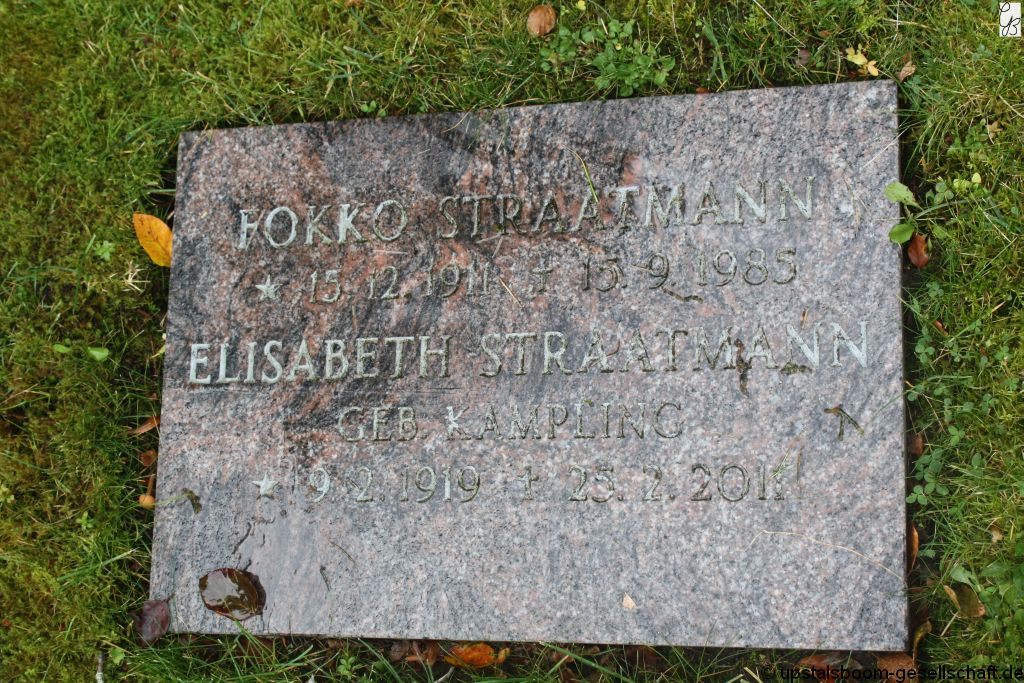 FOKKO STRAATMANN
★ 15. 12. 1911 ✝ 15. 9. 1985
ELISABETH STRAATMANN
GEB. KAMPLING
★ 9. 2. 1919 ✝ 25. 2. 2011
© upstalsboom-gesellschaft.de